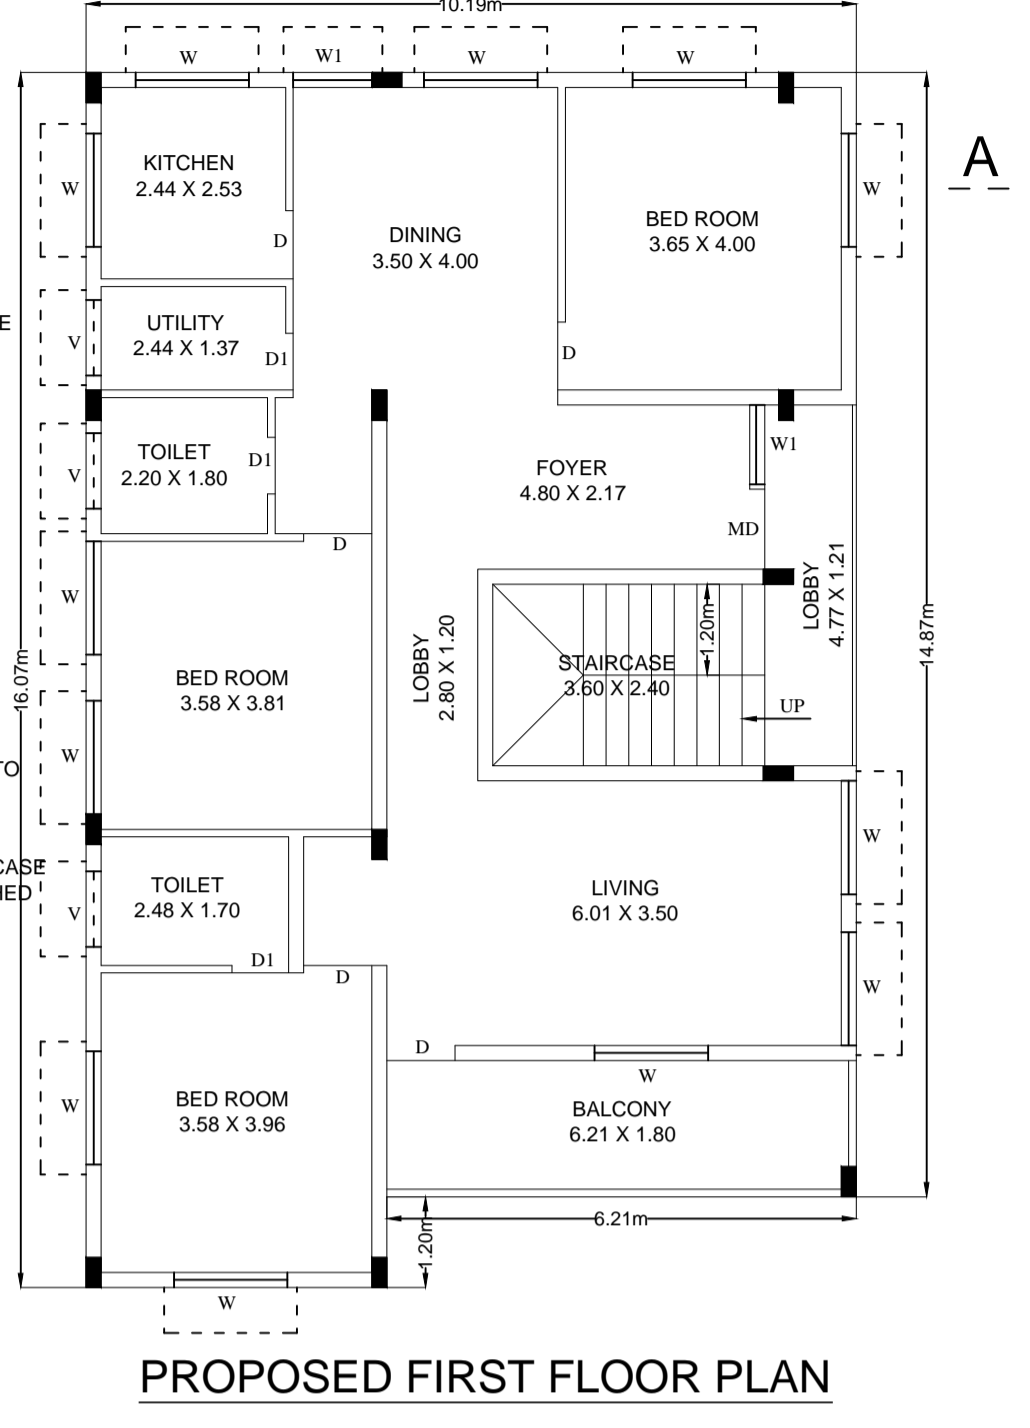 10.19m
W
W1
W
W
A
KITCHEN
2.44 X 2.53
W
W
BED ROOM
3.65 X 4.00
DINING
3.50 X 4.00
D
E
UTILITY
2.44 X 1.37
V
D1
D
TOILET
2.20 X 1.80
D1
V
W1
FOYER
4.80 X 2.17
MD
D
LOBBY
4.77 X 1.21
W
1.20m
14.87m
LOBBY
2.80 X 1.20
STAIRCASE
3.60 X 2.40
BED ROOM
3.58 X 3.81
16.07m
UP
W
TO
W
CASE
HED
TOILET
2.48 X 1.70
V
LIVING
6.01 X 3.50
D1
D
W
D
W
BED ROOM
3.58 X 3.96
W
BALCONY
6.21 X 1.80
6.21m
1.20m
W
PROPOSED FIRST FLOOR PLAN